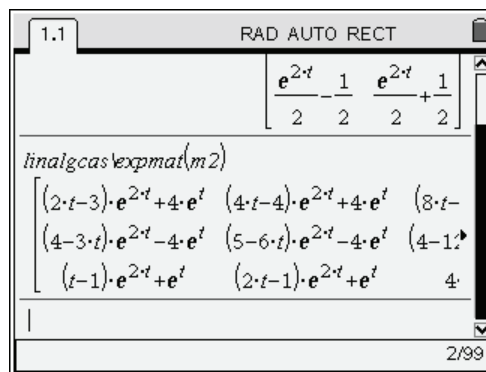 1.1 RAD AUTO RECT
e^(2·t)/2-1/2 e^(2·t)/2+1/2
linalgcas\expmat(m2)
(2·t-3)·e^(2·t)+4·e^t (4·t-4)·e^(2·t)+4·e^t (8·t-
(4-3·t)·e^(2·t)-4·e^t (5-6·t)·e^(2·t)-4·e^t (4-12
(t-1)·e^(2·t)+e^t (2·t-1)·e^(2·t)+e^t 4·
2/99